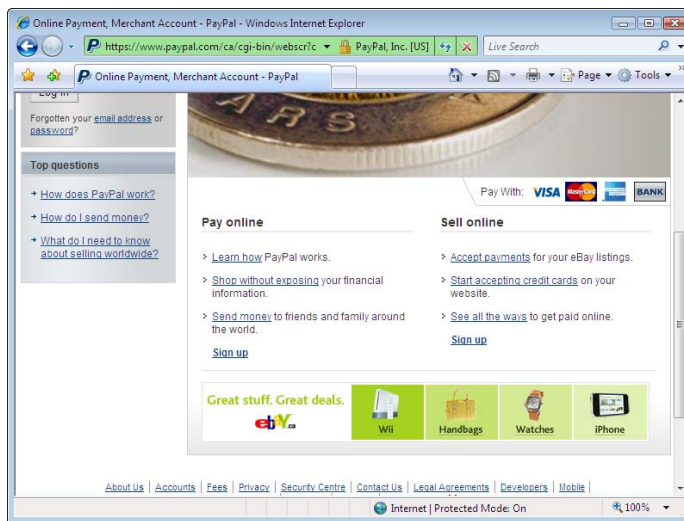 Online Payment, Merchant Account - PayPal - Windows Internet Explorer
https://www.paypal.com/ca/cgi-bin/webscr?c
PayPal, Inc. [US]
Live Search
Online Payment, Merchant Account - PayPal
Page
Tools
Log In
Forgotten your email address or
password?
Top questions
How does PayPal work?
How do I send money?
What do I need to know
about selling worldwide?
ARS
Pay With: VISA MasterCard BANK
Pay online
Learn how PayPal works.
Shop without exposing your financial
information.
Send money to friends and family around
the world.
Sign up
Sell online
Accept payments for your eBay listings.
Start accepting credit cards on your
website.
See all the ways to get paid online.
Sign up
Great stuff. Great deals.
ebay.ca
Wii
Handbags
Watches
iPhone
About Us | Accounts | Fees | Privacy | Security Centre | Contact Us | Legal Agreements | Developers | Mobile |
Internet | Protected Mode: On
100%